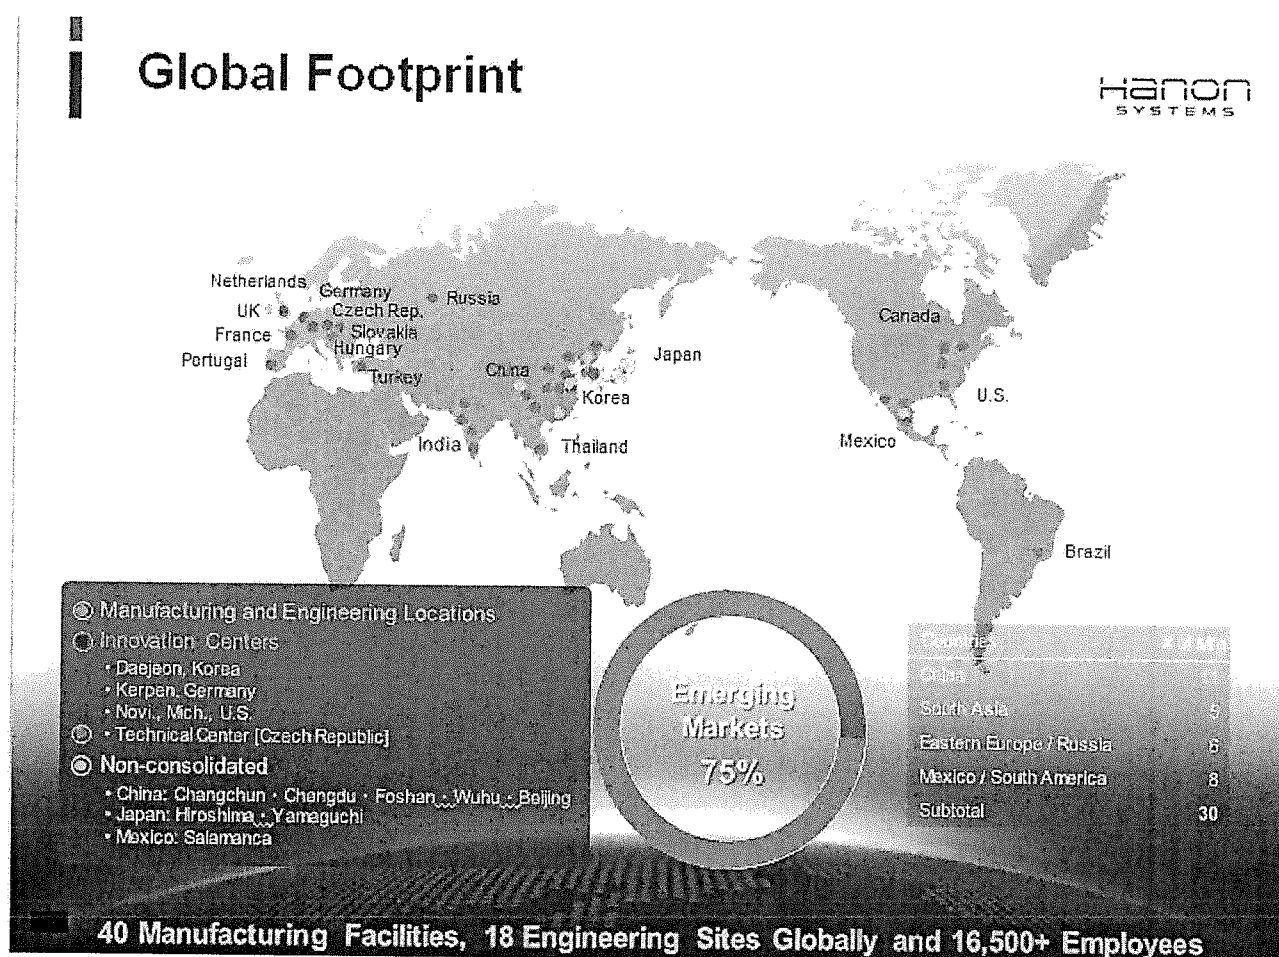 Global Footprint
Hanon
SYSTEMS
Netherlands
Germany
Russia
UK
Czech Rep.
France
Slovakia
Hungary
Portugal
Turkey
China
Japan
Korea
India
Thailand
Canada
U.S.
Mexico
Brazil
Manufacturing and Engineering Locations
Innovation Centers
• Daejeon, Korea
• Kerpen, Germany
• Novi., Mich., U.S.
• Technical Center [Czech Republic]
Non-consolidated
• China: Changchun · Chengdu · Foshan · Wuhu · Beijing
• Japan: Hiroshima · Yamaguchi
• Mexico: Salamanca
Emerging
Markets
75%
Countries
China
South Asia 5
Eastern Europe / Russia 6
Mexico / South America 8
Subtotal 30
40 Manufacturing Facilities, 18 Engineering Sites Globally and 16,500+ Employees